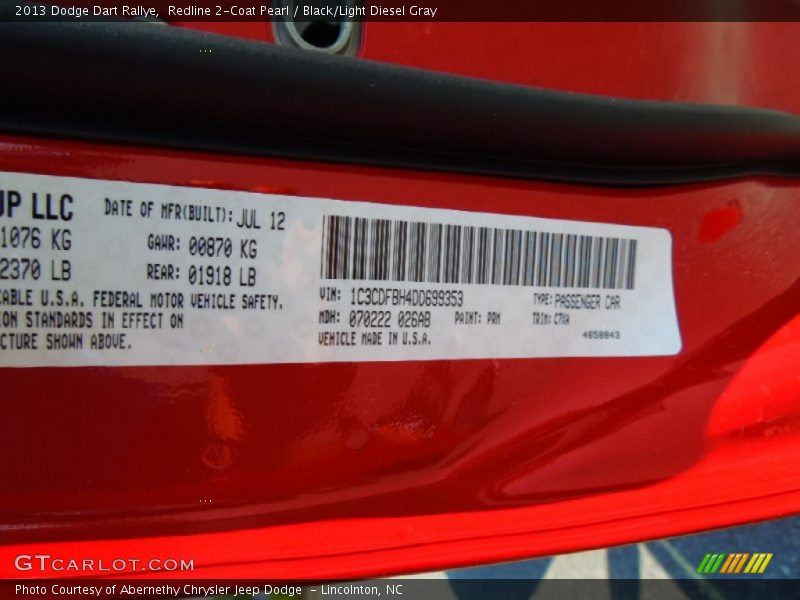 2013 Dodge Dart Rallye, Redline 2-Coat Pearl / Black/Light Diesel Gray
UP LLC DATE OF MFR(BUILT): JUL 12
1076 KG GAWR: 00870 KG
2370 LB REAR: 01918 LB
CABLE U.S.A. FEDERAL MOTOR VEHICLE SAFETY,
ION STANDARDS IN EFFECT ON
CTURE SHOWN ABOVE.
VIN: 1C3CDFBH4DD699353 TYPE: PASSENGER CAR
MDH: 070222 026AB PAINT: PRM TRIM: C7XA
VEHICLE MADE IN U.S.A. 4658843
GTCARLOT.COM
Photo Courtesy of Abernethy Chrysler Jeep Dodge - Lincolnton, NC